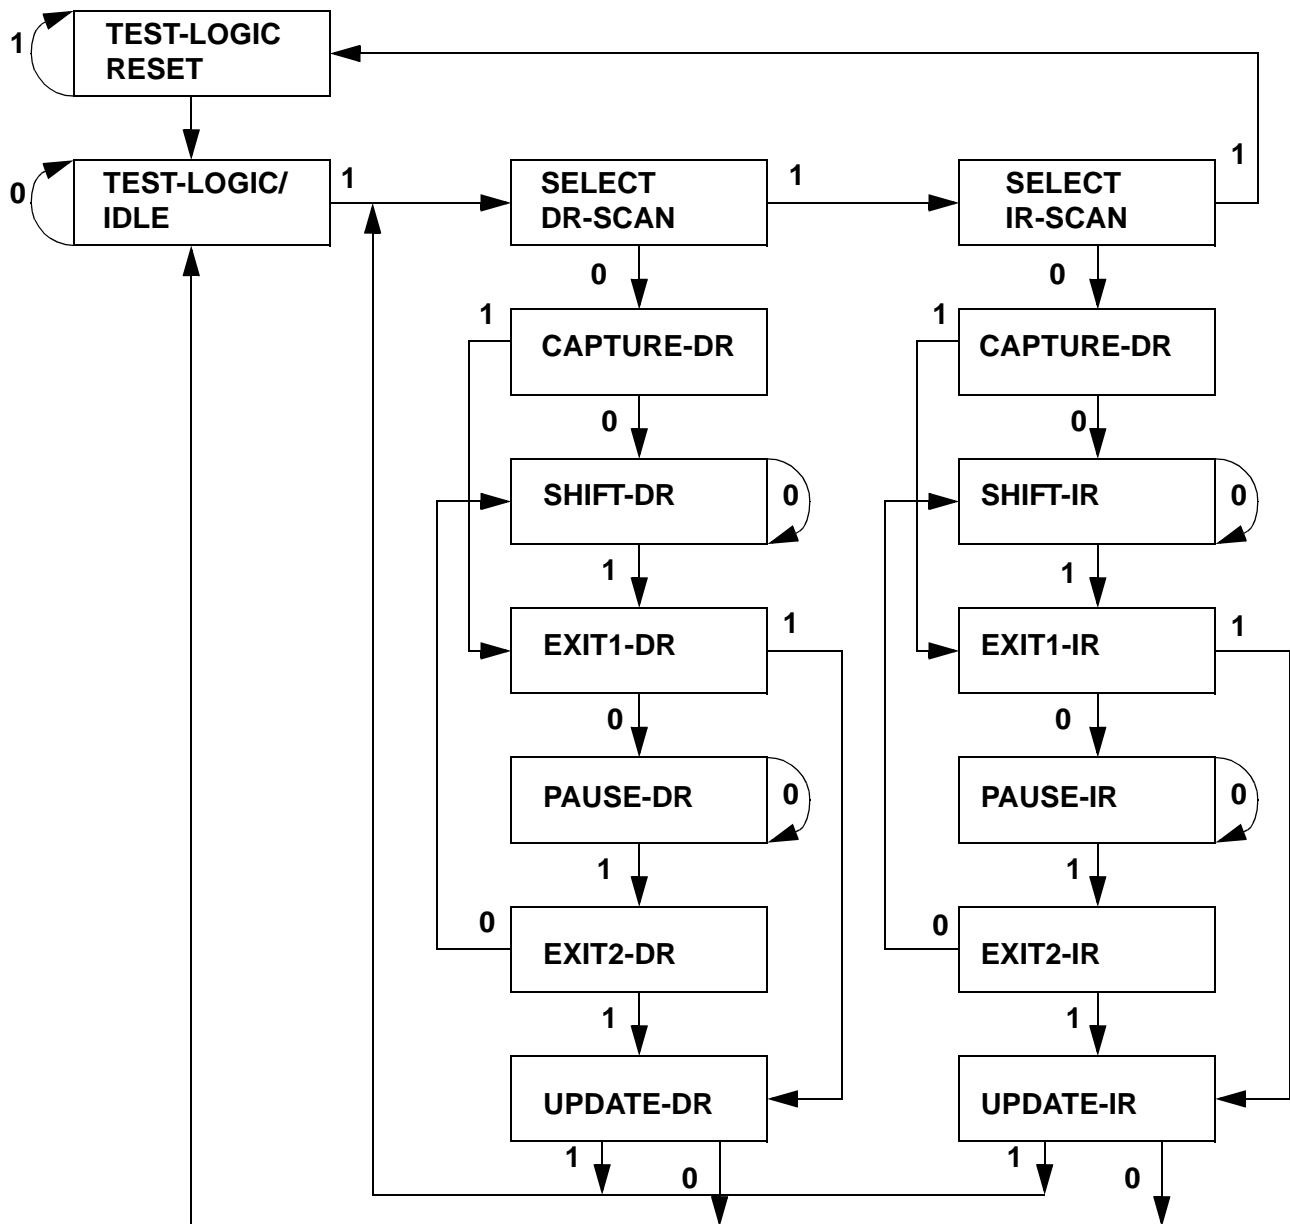 1
TEST-LOGIC
RESET
0
TEST-LOGIC/
IDLE
1
SELECT
DR-SCAN
1
SELECT
IR-SCAN
1
0
0
1
CAPTURE-DR
1
CAPTURE-DR
0
0
SHIFT-DR
0
SHIFT-IR
0
1
1
EXIT1-DR
1
EXIT1-IR
1
0
0
PAUSE-DR
0
PAUSE-IR
0
1
1
0
EXIT2-DR
0
EXIT2-IR
1
1
UPDATE-DR
UPDATE-IR
1
0
1
0